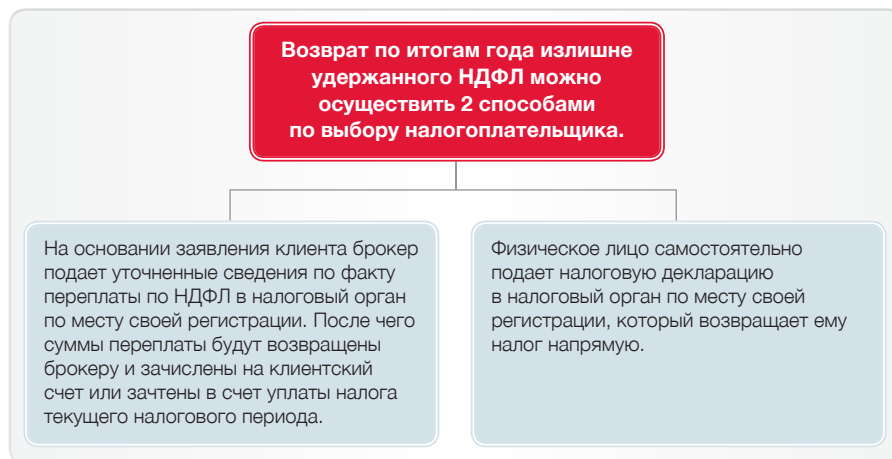 Возврат по итогам года излишне
удержанного НДФЛ можно
осуществить 2 способами
по выбору налогоплательщика.
На основании заявления клиента брокер
подает уточненные сведения по факту
переплаты по НДФЛ в налоговый орган
по месту своей регистрации. После чего
суммы переплаты будут возвращены
брокеру и зачислены на клиентский
счет или зачтены в счет уплаты налога
текущего налогового периода.
Физическое лицо самостоятельно
подает налоговую декларацию
в налоговый орган по месту своей
регистрации, который возвращает ему
налог напрямую.